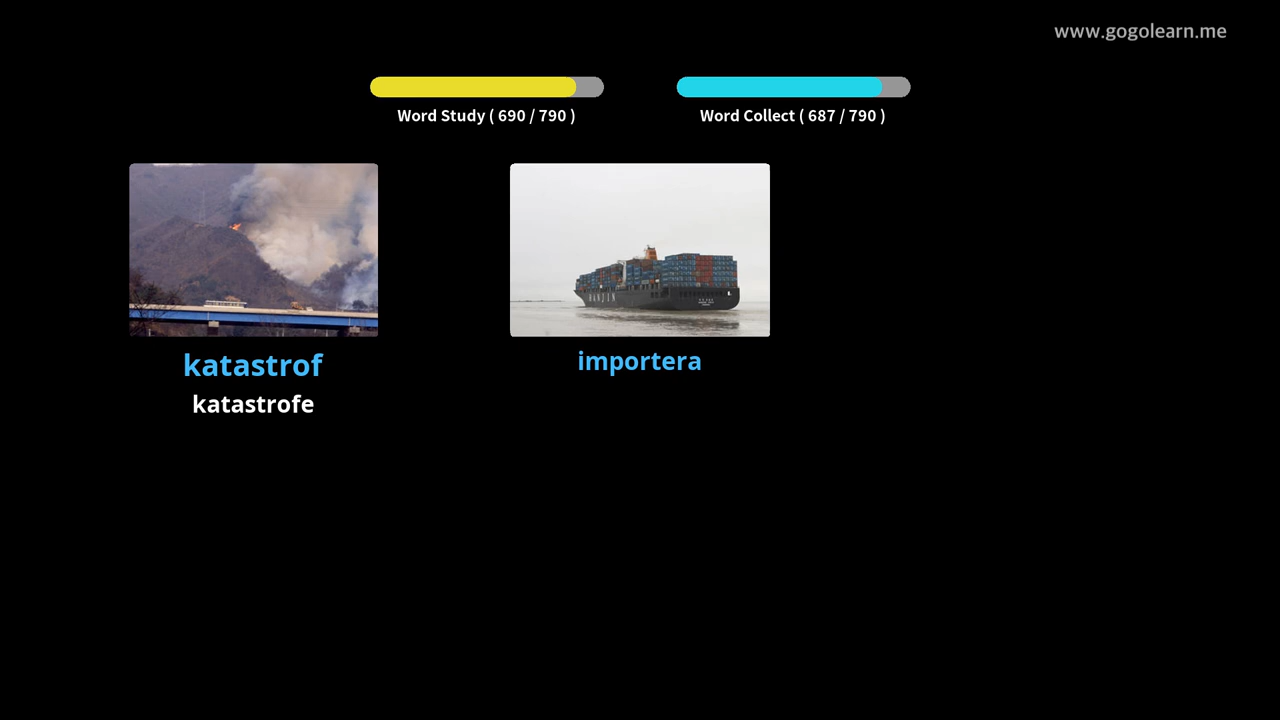 www.gogolearn.me
Word Study ( 690 / 790 )
Word Collect ( 687 / 790 )
katastrof
katastrofe
importera